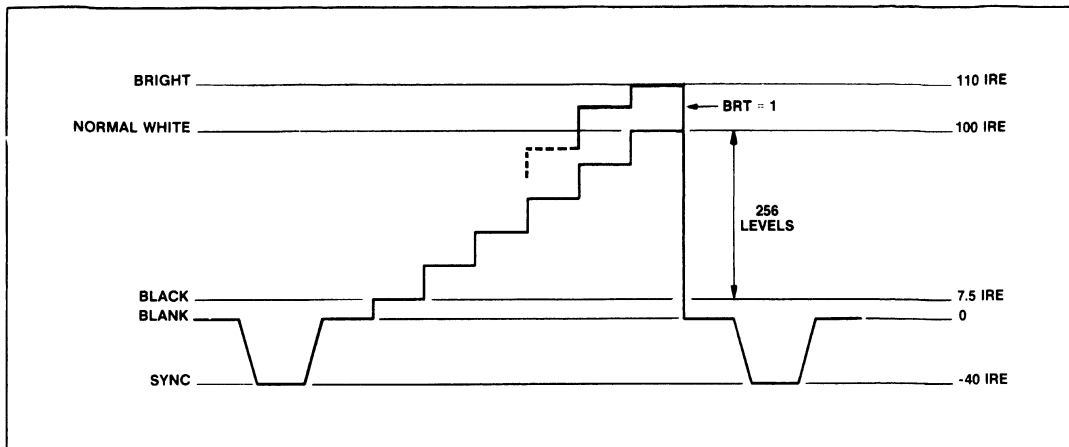 BRIGHT
110 IRE
BRT = 1
NORMAL WHITE
100 IRE
256
LEVELS
BLACK
7.5 IRE
BLANK
0
SYNC
-40 IRE